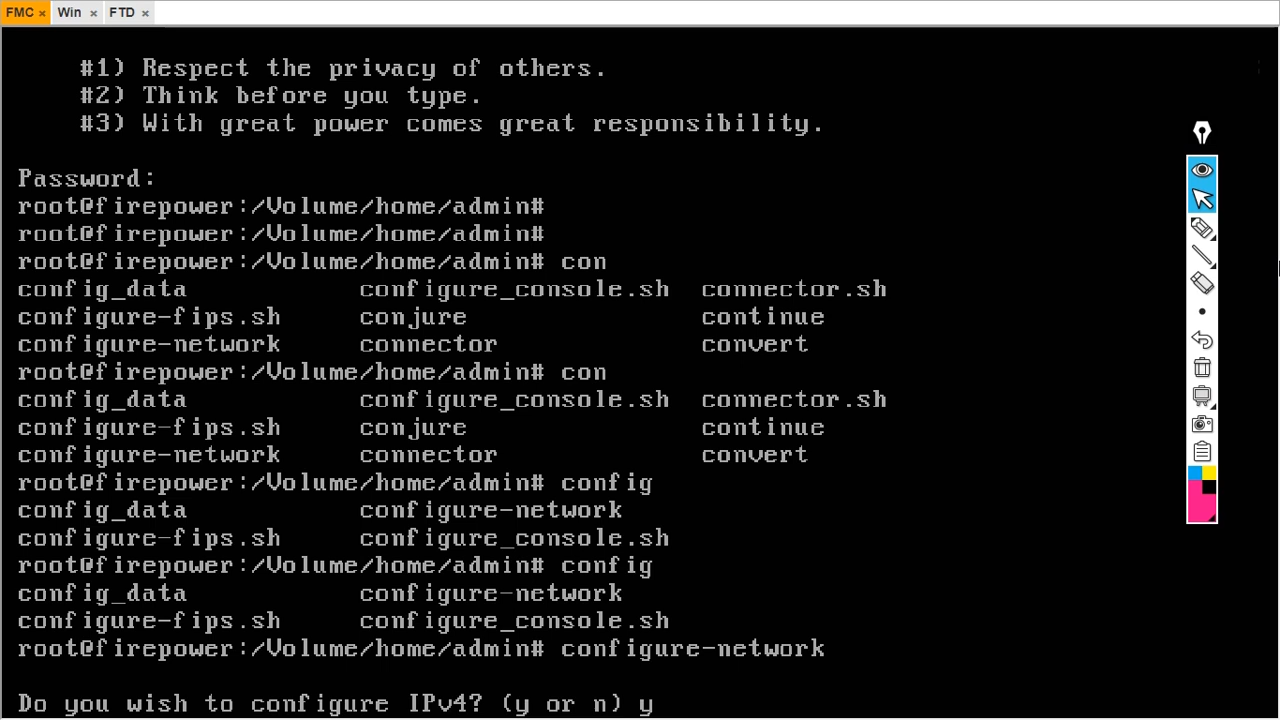 FMC × Win × FTD ×
#1) Respect the privacy of others.
#2) Think before you type.
#3) With great power comes great responsibility.
Password:
root@firepower:/Volume/home/admin#
root@firepower:/Volume/home/admin#
root@firepower:/Volume/home/admin# con
config_data configure_console.sh connector.sh
configure-fips.sh conjure continue
configure-network connector convert
root@firepower:/Volume/home/admin# con
config_data configure_console.sh connector.sh
configure-fips.sh conjure continue
configure-network connector convert
root@firepower:/Volume/home/admin# config
config_data configure-network
configure-fips.sh configure_console.sh
root@firepower:/Volume/home/admin# config
config_data configure-network
configure-fips.sh configure_console.sh
root@firepower:/Volume/home/admin# configure-network
Do you wish to configure IPv4? (y or n) y